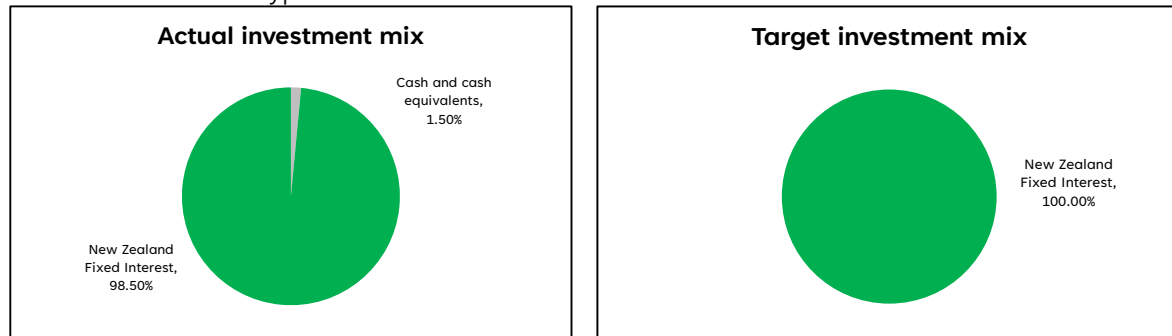 Actual investment mix
Cash and cash
equivalents,
1.50%
New Zealand
Fixed Interest,
98.50%
Target investment mix
New Zealand
Fixed Interest,
100.00%